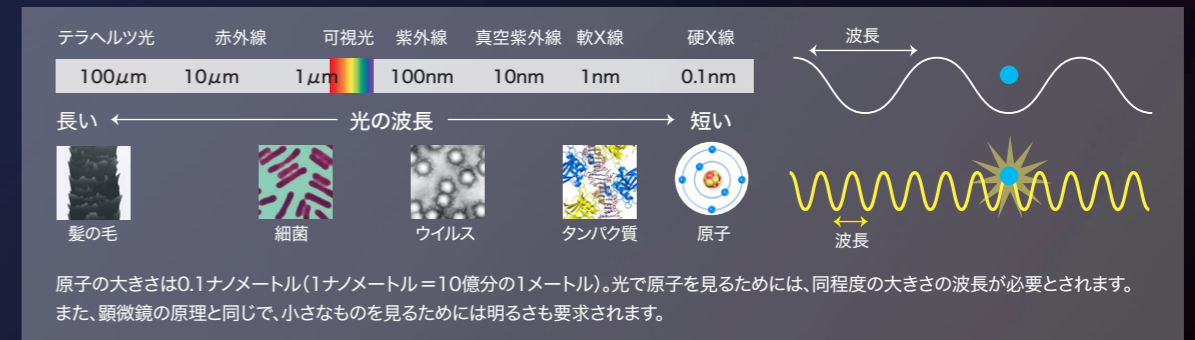 テラヘルツ光 赤外線 可視光 紫外線 真空紫外線 軟X線 硬X線
100μm 10μm 1μm 100nm 10nm 1nm 0.1nm
長い 光の波長 短い
髪の毛 細菌 ウイルス タンパク質 原子
波長
波長
原子の大きさは0.1ナノメートル(1ナノメートル=10億分の1メートル)。光で原子を見るためには、同程度の大きさの波長が必要とされます。
また、顕微鏡の原理と同じで、小さなものを見るためには明るさも要求されます。